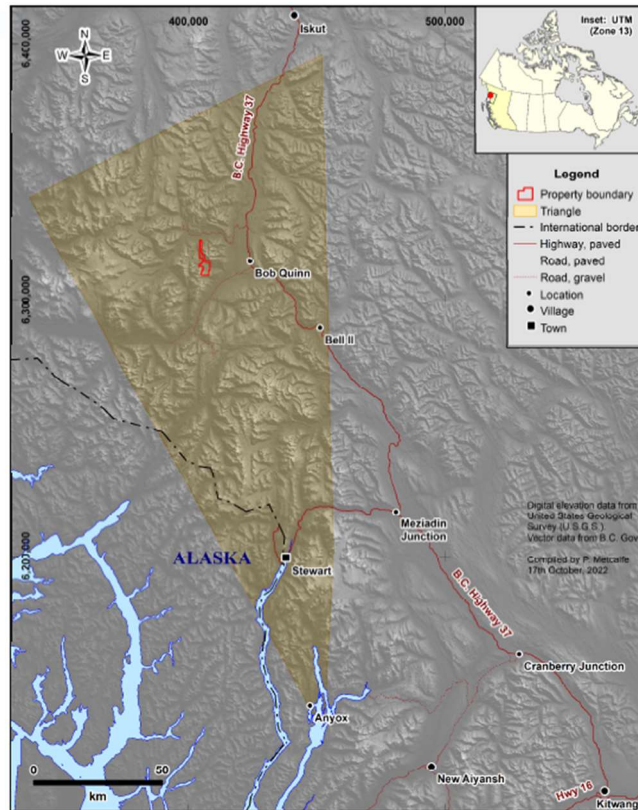 400,000
500,000
Inset: UTM
(Zone 13)
6,400,000
N
W E
S
Iskut
B.C. Highway 37
Legend
Property boundary
Triangle
International border
Highway, paved
Road, paved
Road, gravel
Location
Village
Town
Bob Quinn
6,300,000
Bell II
Meziadin
Junction
Digital elevation data from
United States Geological
Survey (U.S.G.S.)
Vector data from B.C. Gov
Compiled by P. Metcalfe
17th October, 2022
6,200,000
ALASKA
Stewart
B.C. Highway 37
Cranberry Junction
Anyox
New Aiyansh
Kitwang
Hwy 16
0 50
km